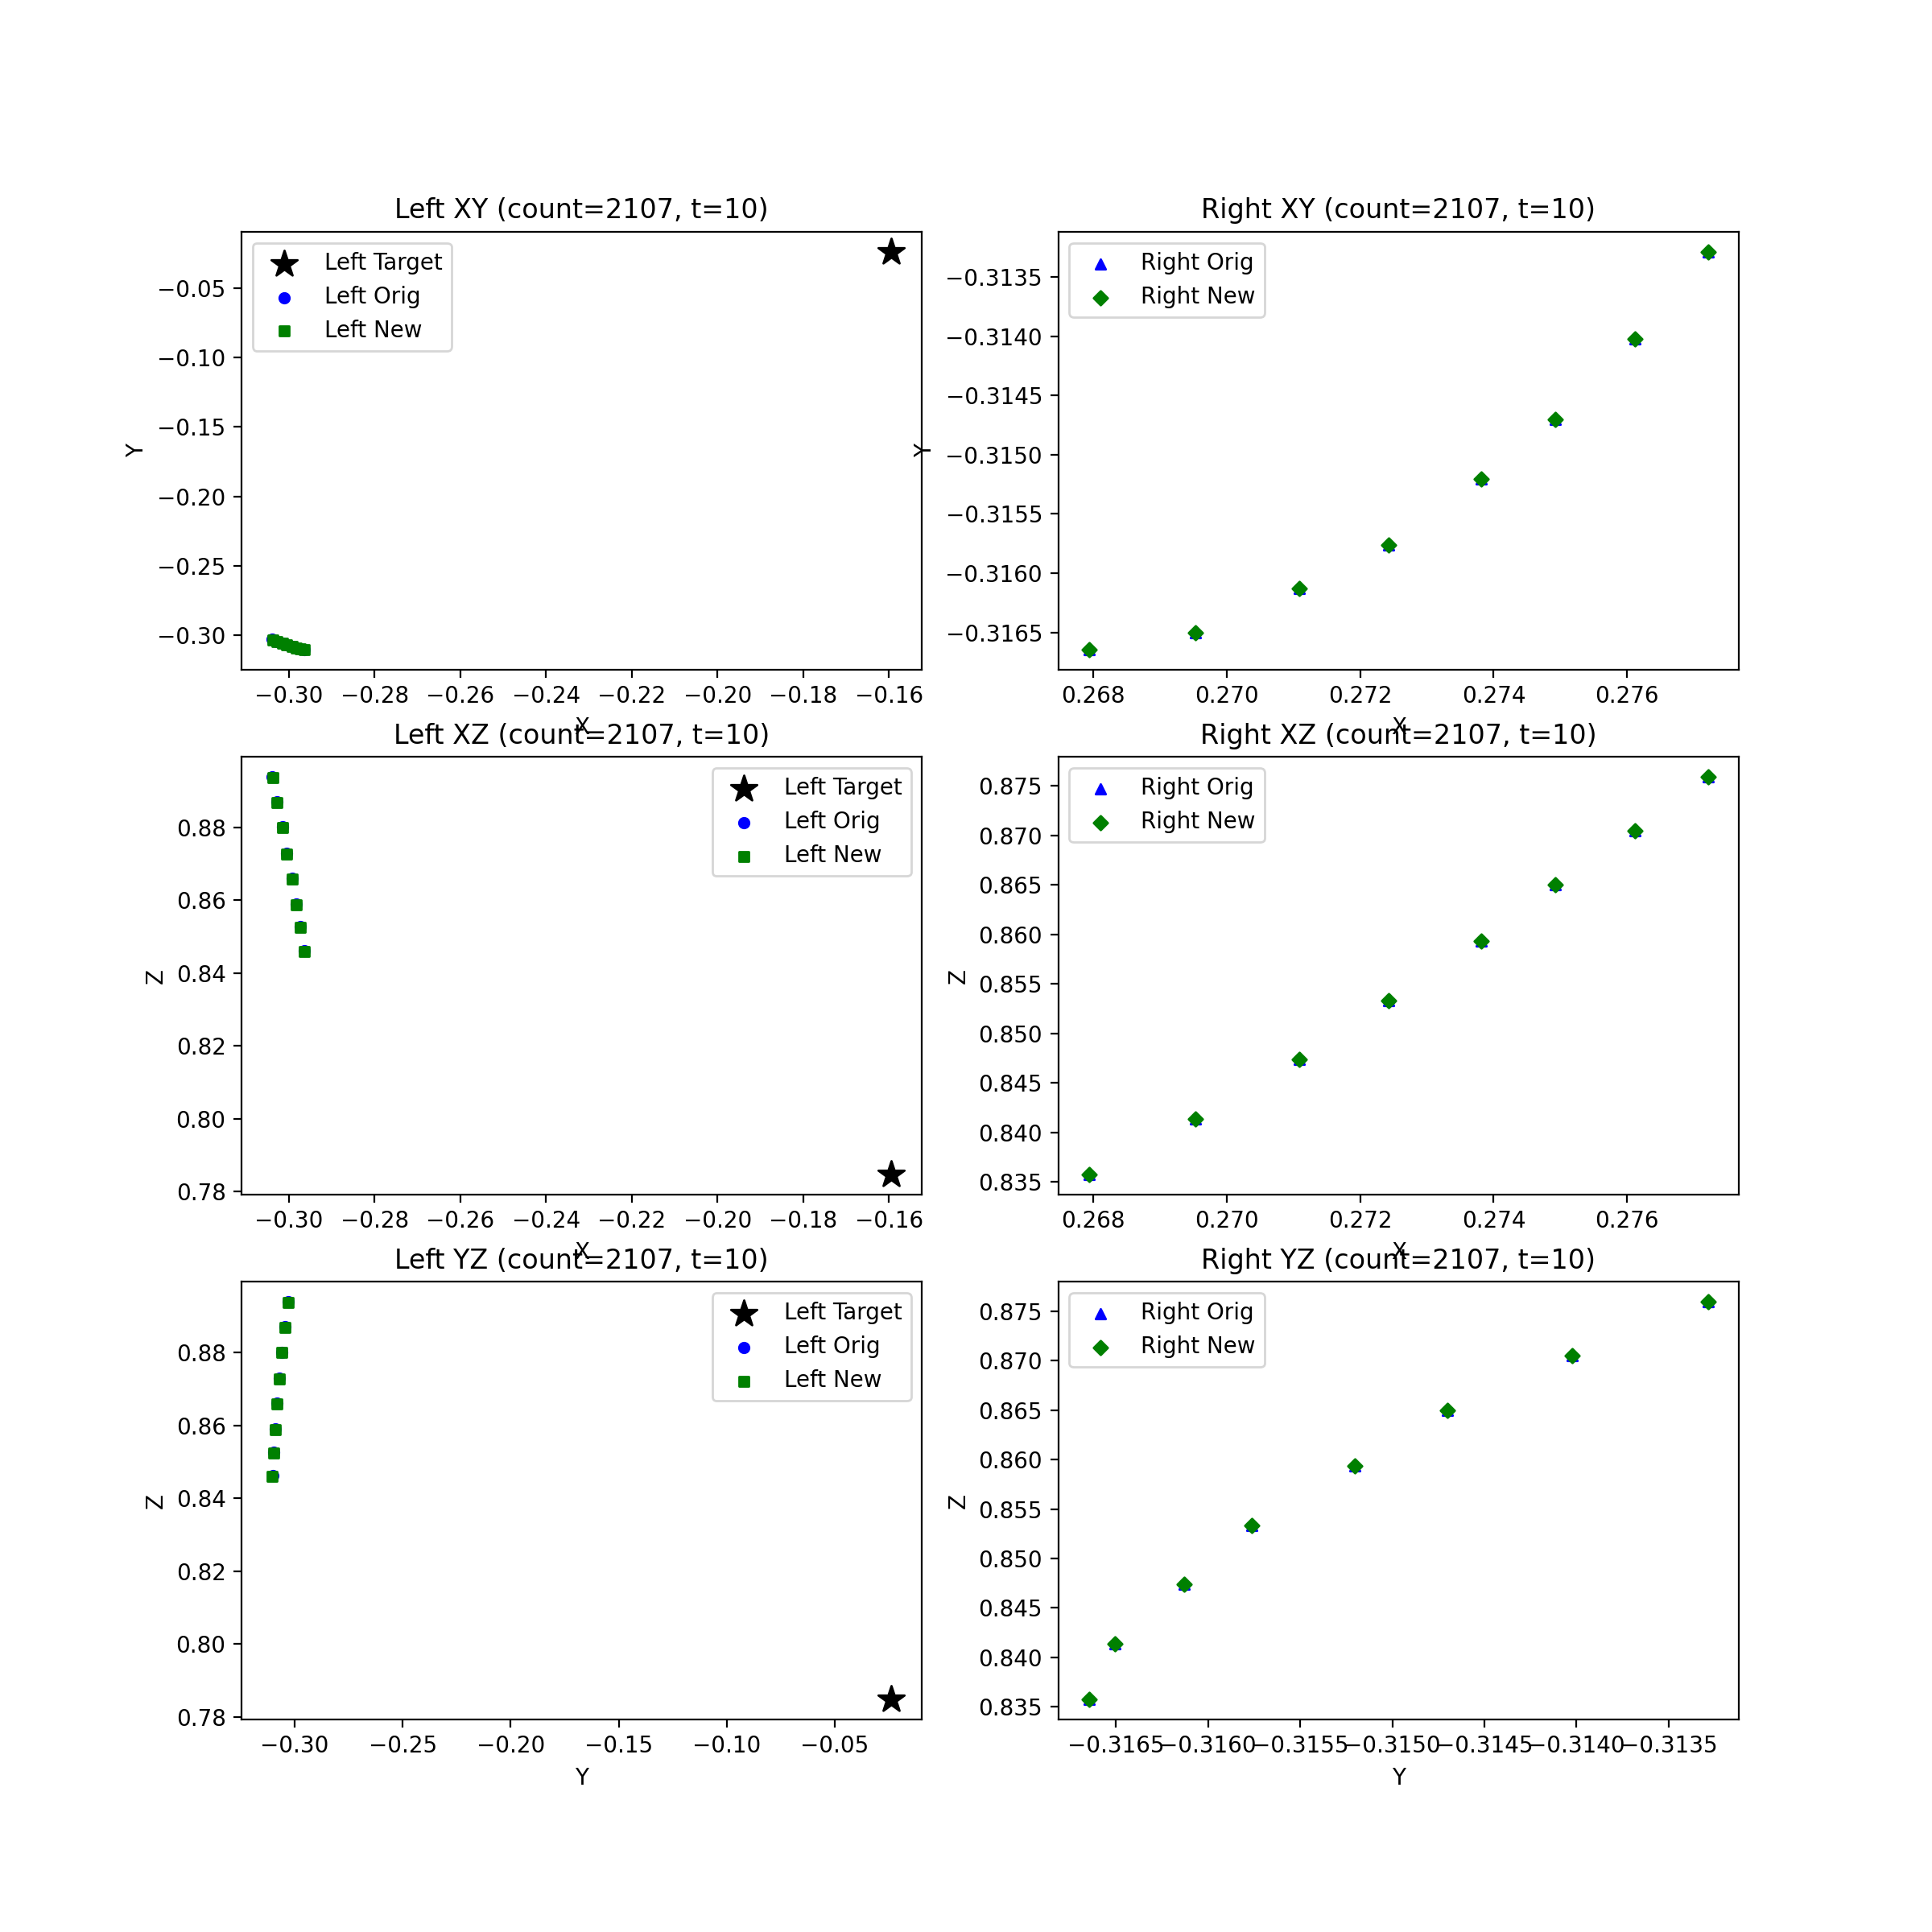 Left XY (count=2107, t=10)
Left Target
Left Orig
Left New
−0.05
−0.10
−0.15
−0.20
−0.25
−0.30
Y
−0.30 −0.28 −0.26 −0.24 −0.22 −0.20 −0.18 −0.16
X
Right XY (count=2107, t=10)
Right Orig
Right New
−0.3135
−0.3140
−0.3145
−0.3150
−0.3155
−0.3160
−0.3165
Y
0.268 0.270 0.272 0.274 0.276
X
Left XZ (count=2107, t=10)
Left Target
Left Orig
Left New
0.88
0.86
0.84
0.82
0.80
0.78
Z
−0.30 −0.28 −0.26 −0.24 −0.22 −0.20 −0.18 −0.16
X
Right XZ (count=2107, t=10)
Right Orig
Right New
0.875
0.870
0.865
0.860
0.855
0.850
0.845
0.840
0.835
Z
0.268 0.270 0.272 0.274 0.276
X
Left YZ (count=2107, t=10)
Left Target
Left Orig
Left New
0.88
0.86
0.84
0.82
0.80
0.78
Z
−0.30 −0.25 −0.20 −0.15 −0.10 −0.05
Y
Right YZ (count=2107, t=10)
Right Orig
Right New
0.875
0.870
0.865
0.860
0.855
0.850
0.845
0.840
0.835
Z
−0.3165 −0.3160 −0.3155 −0.3150 −0.3145 −0.3140 −0.3135
Y